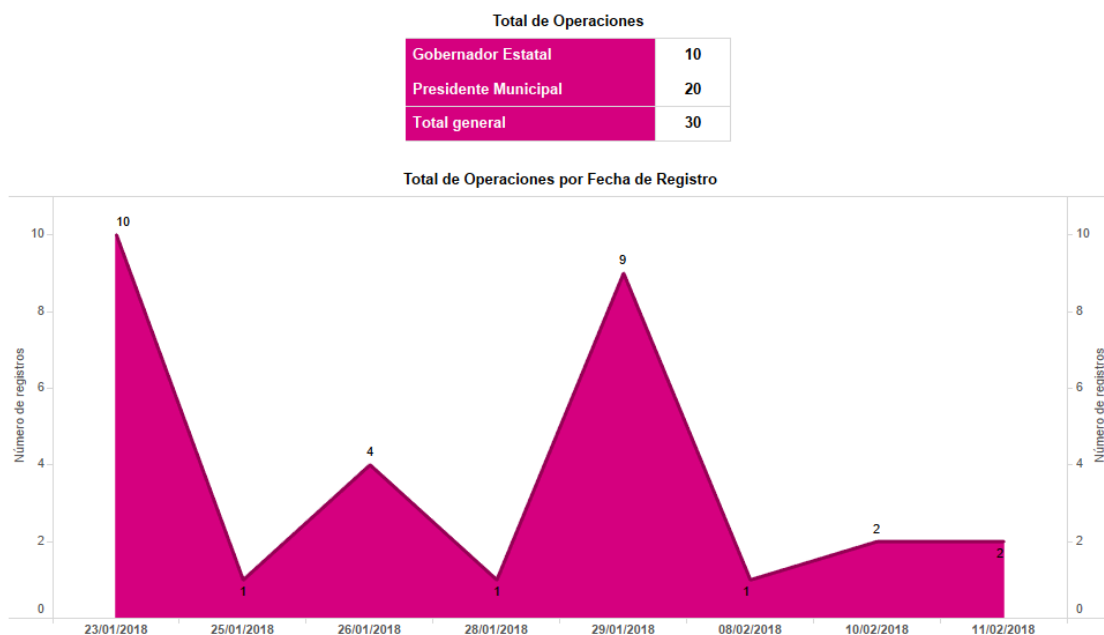 Total de Operaciones
Gobernador Estatal 10
Presidente Municipal 20
Total general 30
Total de Operaciones por Fecha de Registro
Número de registros
10
8
6
4
2
0
10
1
4
1
9
1
2
2
10
8
6
4
2
0
Número de registros
23/01/2018 25/01/2018 26/01/2018 28/01/2018 29/01/2018 08/02/2018 10/02/2018 11/02/2018